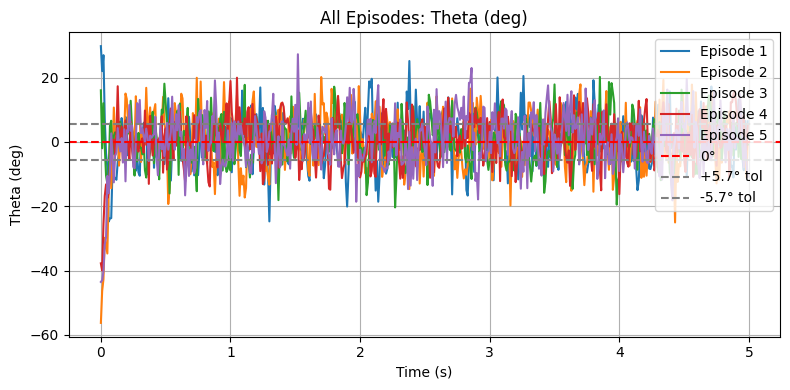 All Episodes: Theta (deg)
Theta (deg)
20
0
−20
−40
−60
0
1
2
3
4
5
Time (s)
Episode 1
Episode 2
Episode 3
Episode 4
Episode 5
0°
+5.7° tol
-5.7° tol